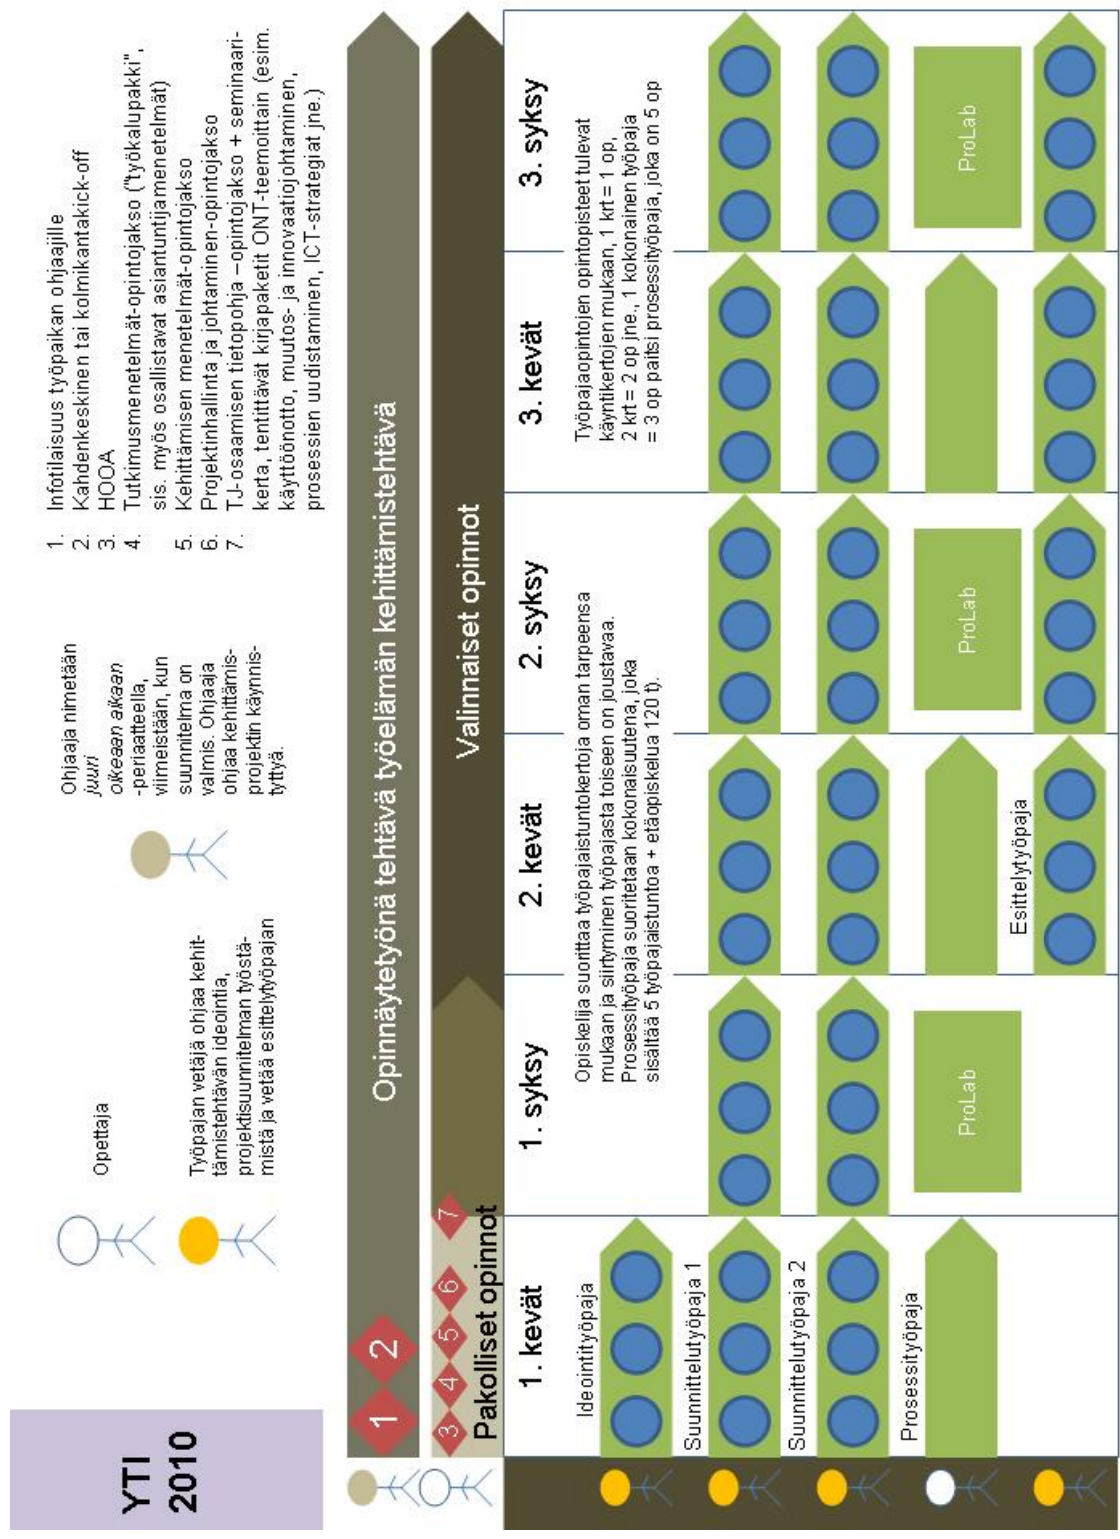 YTI
2010
Opettaja
Työpajan vetäjä ohjaa kehit-
tämistehtävän ideointia,
projektisuunnitelman työstä-
mistä ja vetää esittelytyöpajan
Ohjaaja nimetään
juuri
oikeaan aikaan
-periaatteella,
viimeistään, kun
suunnitelma on
valmis. Ohjaaja
ohjaa kehittämis-
projektin käynnis-
tyttyä.
1. Infotilaisuus työpaikan ohjaajille
2. Kahdenkeskinen tai kolmikantakick-off
3. HOOA
4. Tutkimusmenetelmät-opintojakso ("työkalupakki",
sis. myös osallistavat asiantuntijamenetelmät)
5. Kehittämisen menetelmät-opintojakso
6. Projektinhallinta ja johtaminen-opintojakso
7. TJ-osaamisen tietopohja –opintojakso + seminaari-
kerta, tentittävät kirjapaketit ONT-teemoittain (esim.
käyttöönotto, muutos- ja innovaatiojohtaminen,
prosessien uudistaminen, ICT-strategiat jne.)
1 2 Opinnäytetyönä tehtävä työelämän kehittämistehtävä
3 4 5 6 7
Pakolliset opinnot
Valinnaiset opinnot
1. kevät 1. syksy 2. kevät 2. syksy 3. kevät 3. syksy
Opiskelija suorittaa työpajaistuntokertoja oman tarpeensa
mukaan ja siirtyminen työpajasta toiseen on joustavaa.
Prosessityöpaja suoritetaan kokonaisuutena, joka
sisältää 5 työpajaistuntoa + etäopiskelua 120 t).
Työpajaopintojen opintopisteet tulevat
käyntikertojen mukaan, 1 krt = 1 op,
2 krt = 2 op jne., 1 kokonainen työpaja
= 3 op paitsi prosessityöpaja, joka on 5 op
Ideointityöpaja
Suunnittelutyöpaja 1
Suunnittelutyöpaja 2
Prosessityöpaja
ProLab
ProLab
ProLab
Esittelytyöpaja